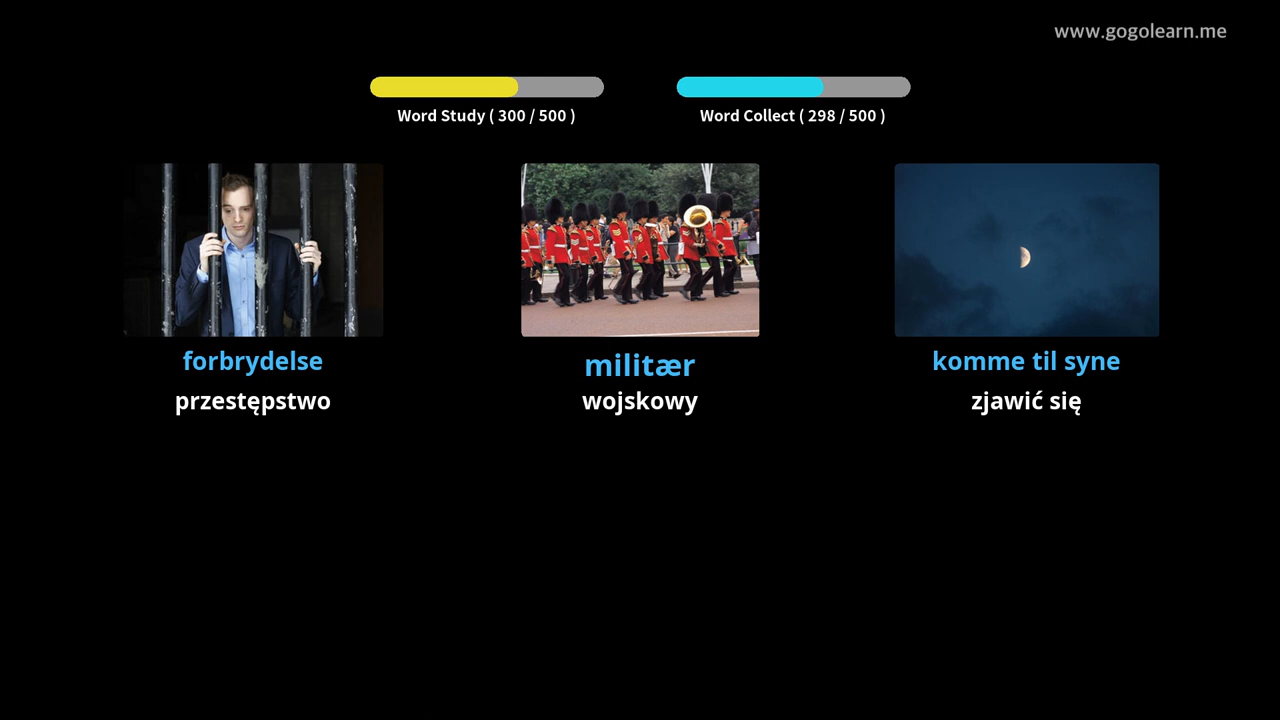 www.gogolearn.me
Word Study ( 300 / 500 )
Word Collect ( 298 / 500 )
forbrydelse
przestępstwo
militær
wojskowy
komme til syne
zjawić się